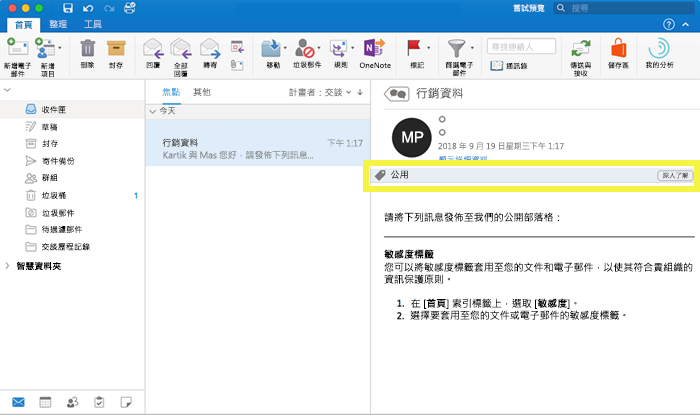 嘗試預覽
搜尋
首頁 整理 工具
新增電子郵件
新增項目
刪除
封存
回覆
全部回覆
轉寄
移動
垃圾郵件
規則
OneNote
標記
篩選電子郵件
尋找連絡人
通訊錄
傳送與接收
儲存區
我的分析
收件匣
草稿
封存
寄件備份
群組
垃圾桶 1
垃圾郵件
待過濾郵件
交談歷程記錄
智慧資料夾
焦點 其他 計畫者：交談
今天
行銷資料 下午 1:17
Kartik 與 Mas 您好，請發佈下列訊息...
行銷資料
MP
2018 年 9 月 19 日星期三下午 1:17
顯示詳細資料
公用 深入了解
請將下列訊息發佈至我們的公開部落格：
敏感度標籤
您可以將敏感度標籤套用至您的文件和電子郵件，以使其符合貴組織的
資訊保護原則。
1. 在 [首頁] 索引標籤上，選取 [敏感度]。
2. 選擇要套用至您的文件或電子郵件的敏感度標籤。